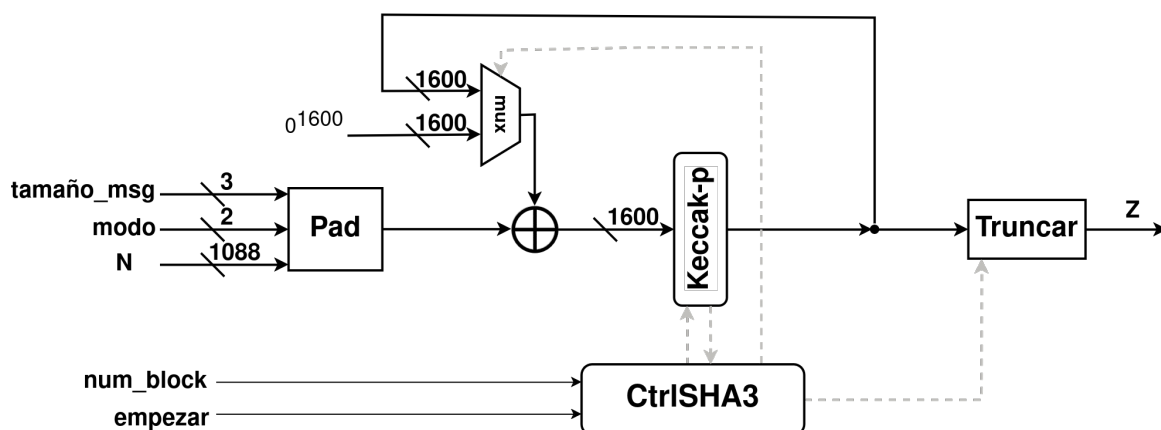 1600
mux
0^1600
1600
tamaño_msg
3
modo
2
N
1088
Pad
1600
Keccak-p
Truncar
Z
num_block
empezar
CtrlSHA3